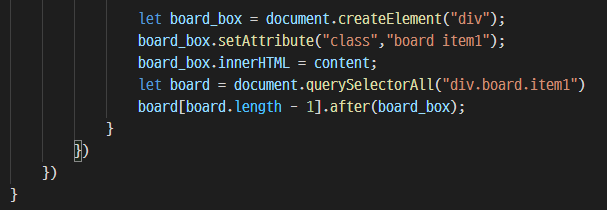 let board_box = document.createElement("div");
board_box.setAttribute("class","board item1");
board_box.innerHTML = content;
let board = document.querySelectorAll("div.board.item1")
board[board.length - 1].after(board_box);
}
})
})
}